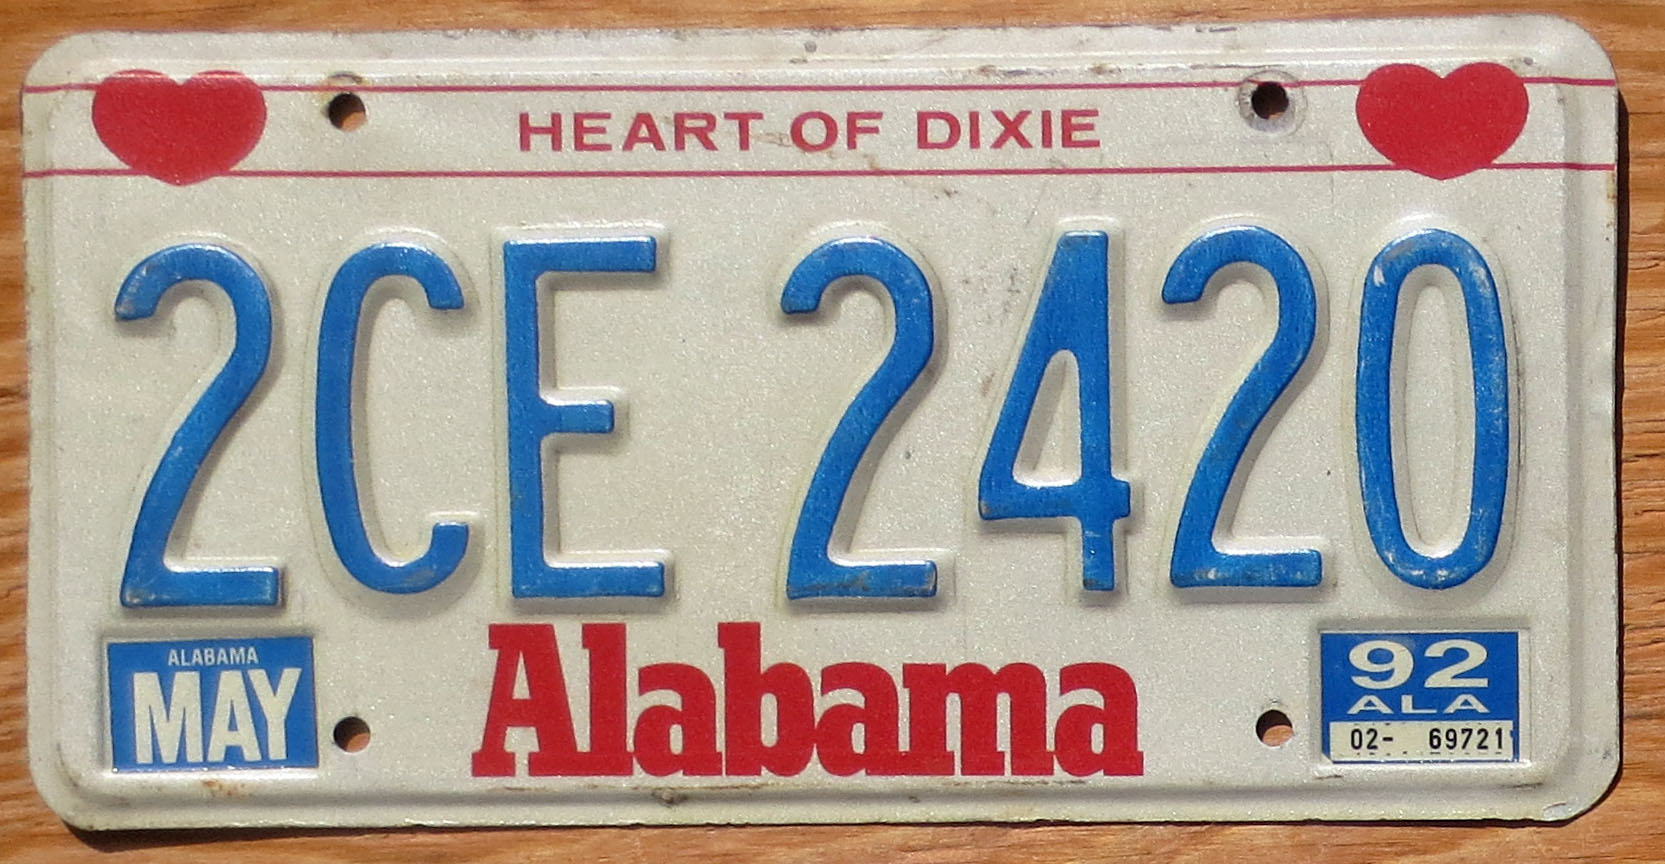 HEART OF DIXIE
2CE 2420
ALABAMA
MAY
Alabama
92
ALA
02- 69721